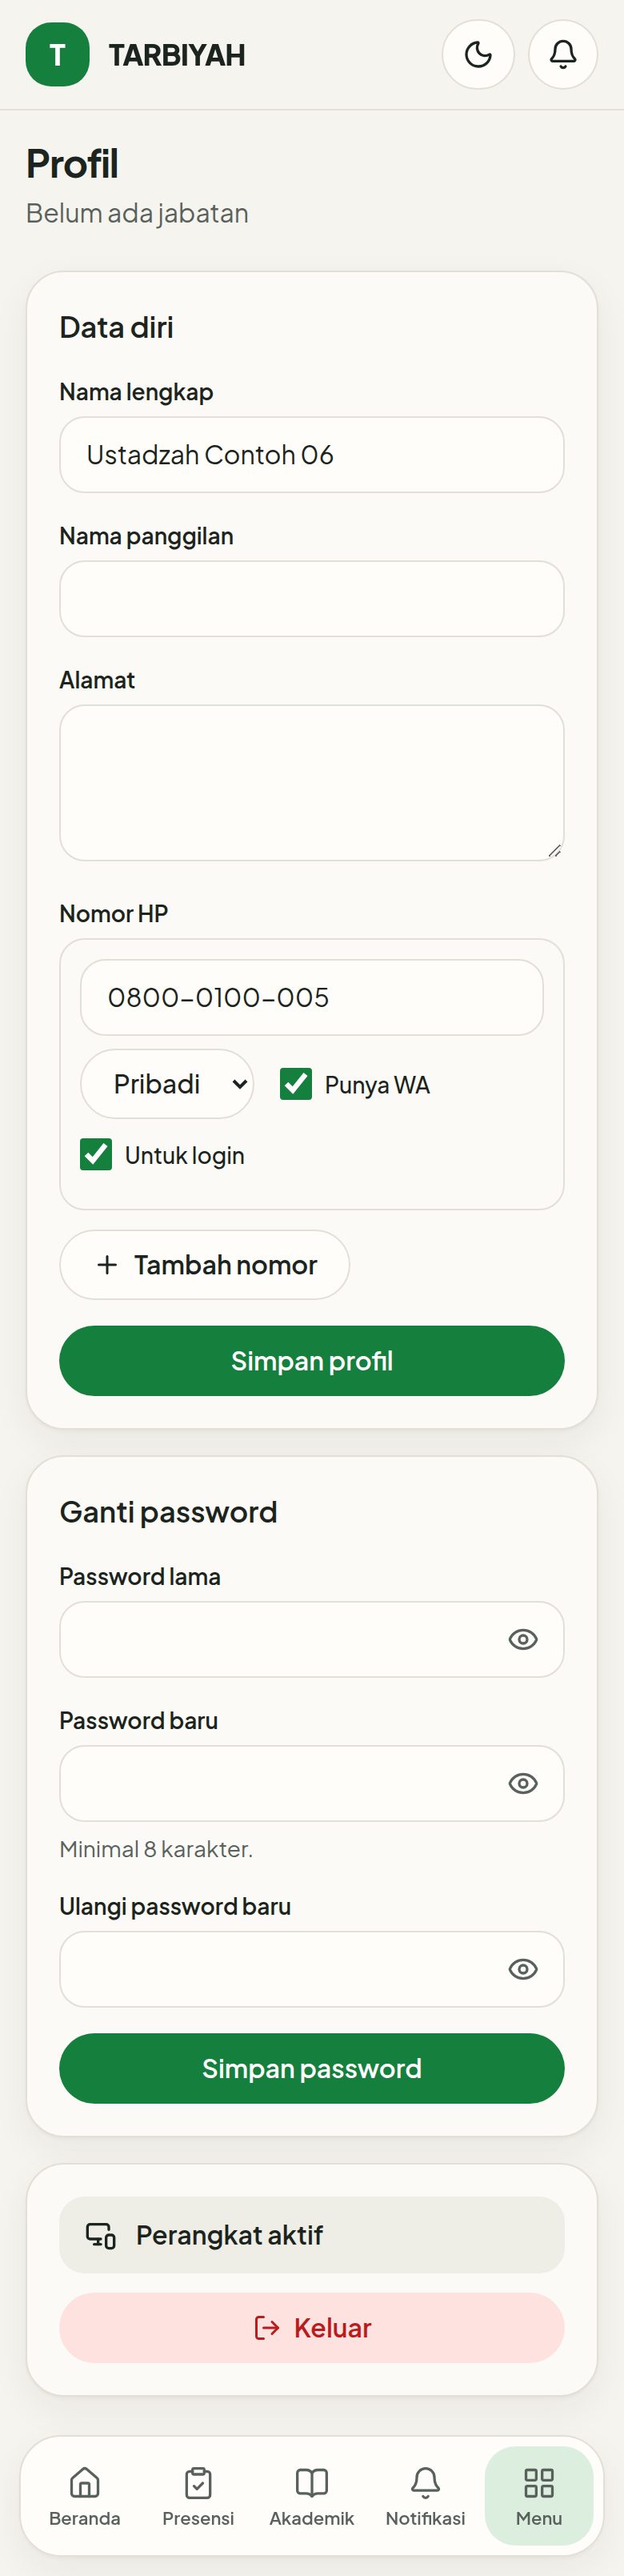 T
TARBIYAH
Profil
Belum ada jabatan
Data diri
Nama lengkap
Ustadzah Contoh 06
Nama panggilan
Alamat
Nomor HP
0800-0100-005
Pribadi
Punya WA
Untuk login
Tambah nomor
Simpan profil
Ganti password
Password lama
Password baru
Minimal 8 karakter.
Ulangi password baru
Simpan password
Perangkat aktif
Keluar
Beranda
Presensi
Akademik
Notifikasi
Menu